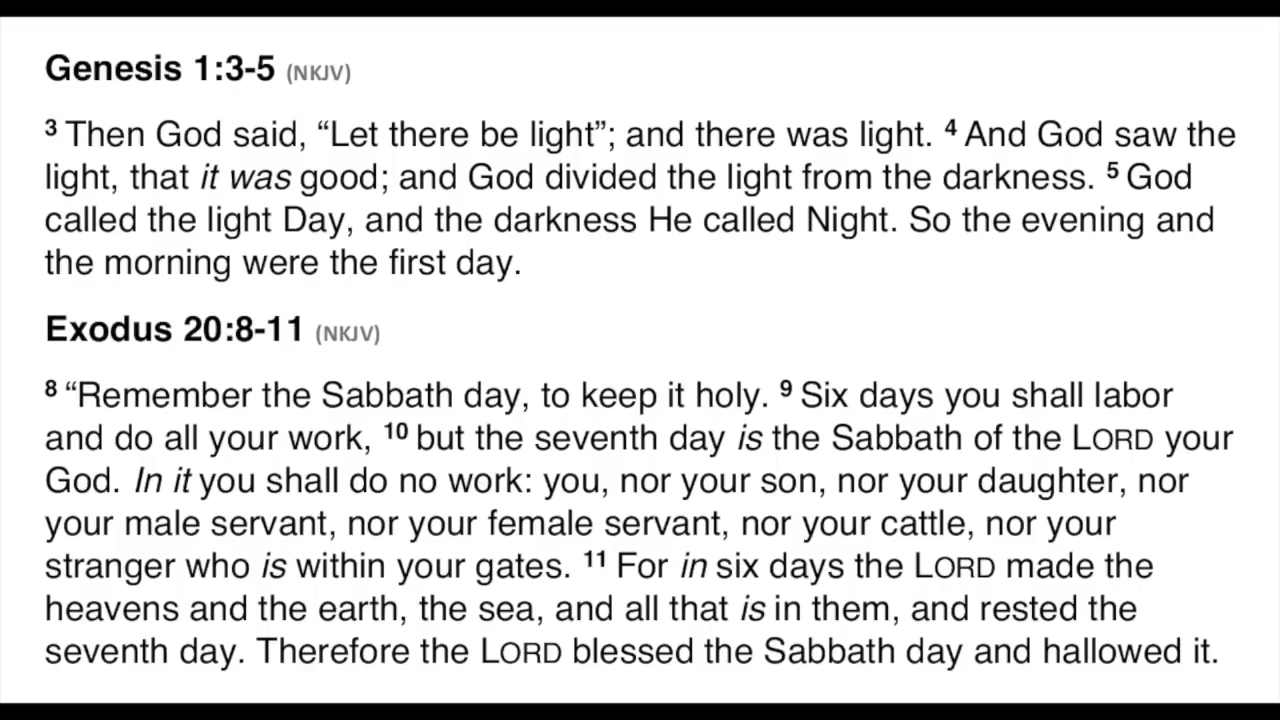 Genesis 1:3-5 (NKJV)
3 Then God said, “Let there be light”; and there was light. 4 And God saw the
light, that it was good; and God divided the light from the darkness. 5 God
called the light Day, and the darkness He called Night. So the evening and
the morning were the first day.
Exodus 20:8-11 (NKJV)
8 “Remember the Sabbath day, to keep it holy. 9 Six days you shall labor
and do all your work, 10 but the seventh day is the Sabbath of the LORD your
God. In it you shall do no work: you, nor your son, nor your daughter, nor
your male servant, nor your female servant, nor your cattle, nor your
stranger who is within your gates. 11 For in six days the LORD made the
heavens and the earth, the sea, and all that is in them, and rested the
seventh day. Therefore the LORD blessed the Sabbath day and hallowed it.